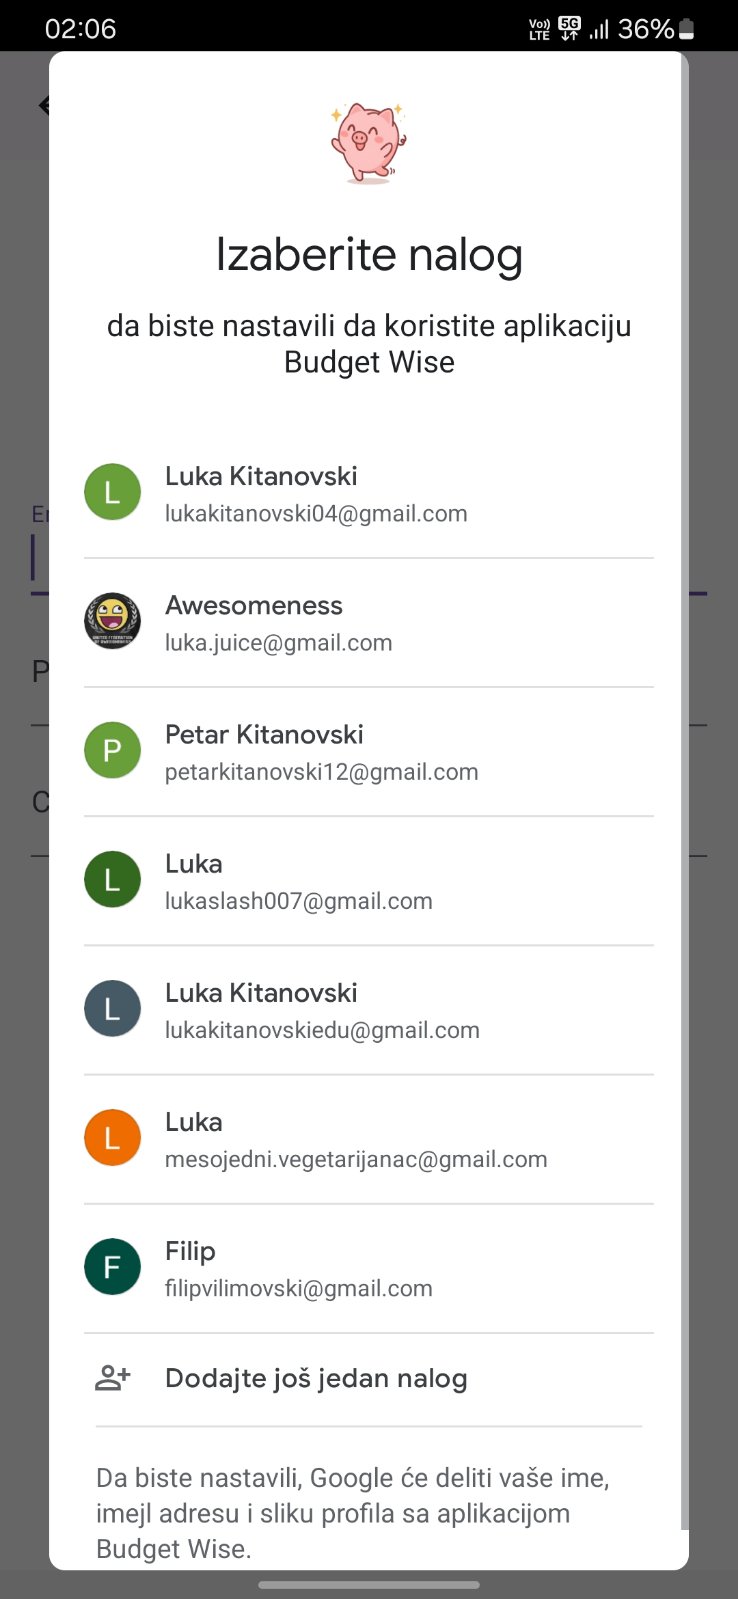 02:06
Vo)) LTE 5G 36%
Izaberite nalog
da biste nastavili da koristite aplikaciju
Budget Wise
L
Luka Kitanovski
lukakitanovski04@gmail.com
Awesomeness
luka.juice@gmail.com
P
Petar Kitanovski
petarkitanovski12@gmail.com
L
Luka
lukaslash007@gmail.com
L
Luka Kitanovski
lukakitanovskiedu@gmail.com
L
Luka
mesojedni.vegetarijanac@gmail.com
F
Filip
filipvilimovski@gmail.com
Dodajte još jedan nalog
Da biste nastavili, Google će deliti vaše ime,
imejl adresu i sliku profila sa aplikacijom
Budget Wise.